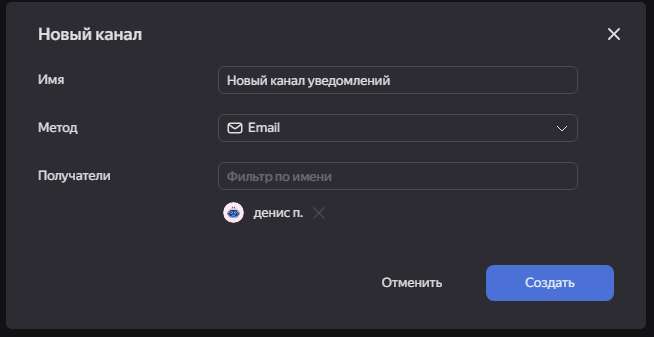 Новый канал
Имя
Новый канал уведомлений
Метод
Email
Получатели
Фильтр по имени
денис п.
Отменить
Создать